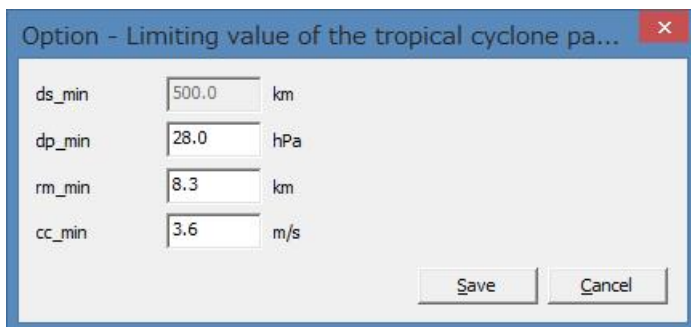 Option - Limiting value of the tropical cyclone pa...
ds_min 500.0 km
dp_min 28.0 hPa
rm_min 8.3 km
cc_min 3.6 m/s
Save Cancel